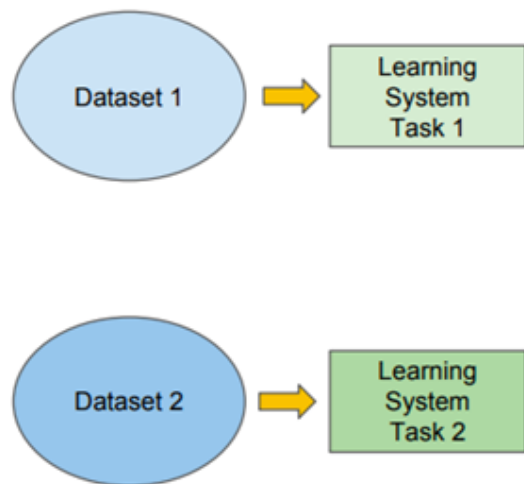 Dataset 1
Learning
System
Task 1
Dataset 2
Learning
System
Task 2